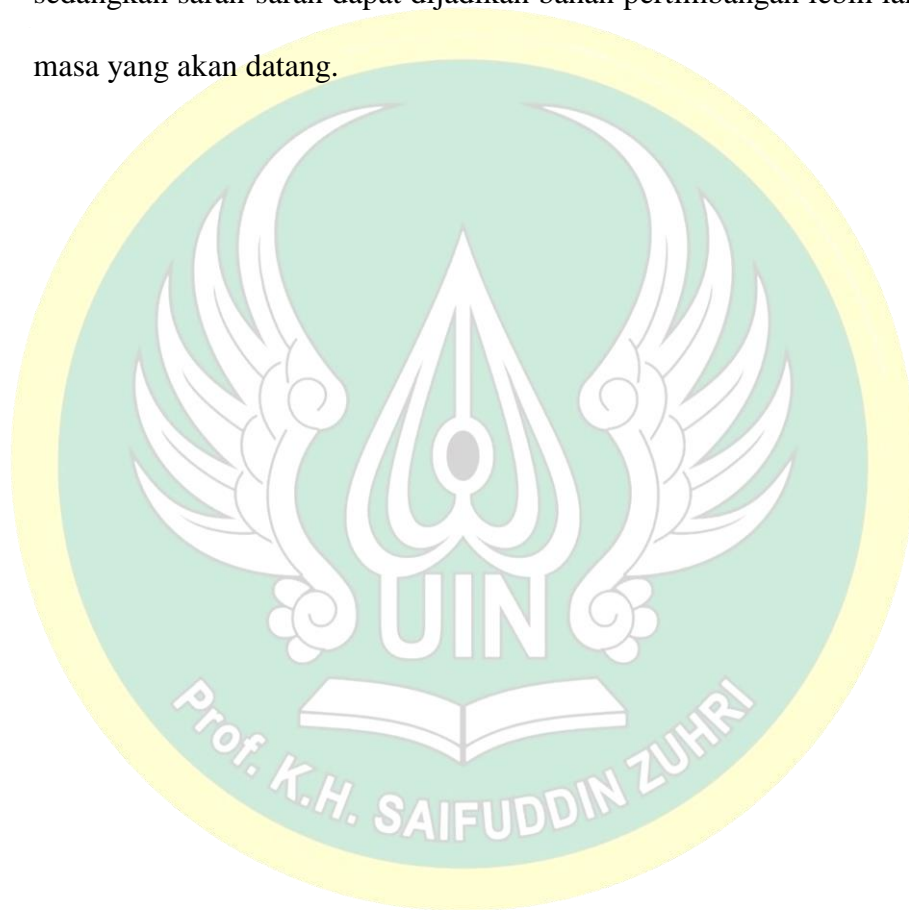 sedangkan saran-saran dapat dijadikan bahan pertimbangan lebih
masa yang akan datang.
UIN
Prof. K.H. SAIFUDDIN ZUHRI